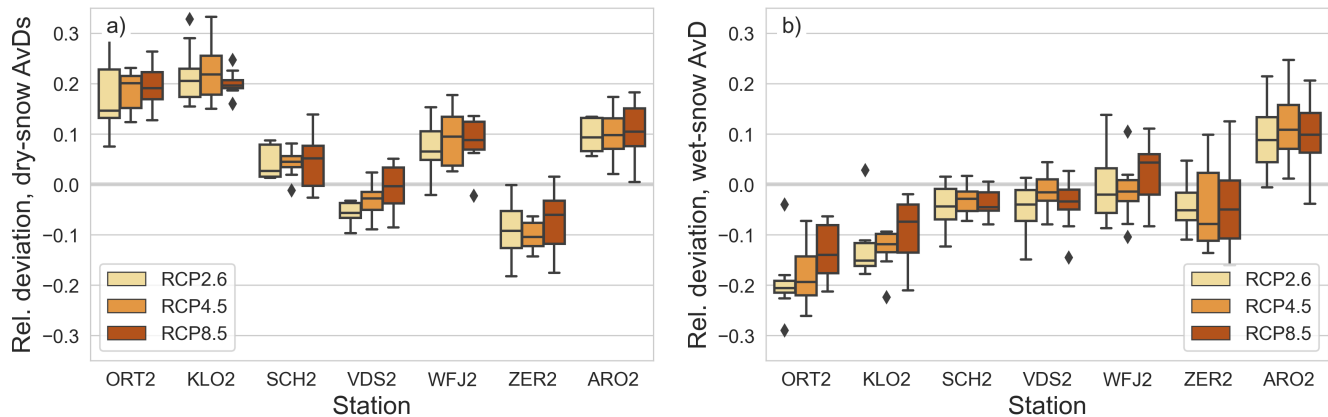 a)
0.3
0.2
0.1
0.0
−0.1
−0.2
−0.3
Rel. deviation, dry-snow AvDs
RCP2.6
RCP4.5
RCP8.5
ORT2 KLO2 SCH2 VDS2 WFJ2 ZER2 ARO2
Station
b)
0.3
0.2
0.1
0.0
−0.1
−0.2
−0.3
Rel. deviation, wet-snow AvD
RCP2.6
RCP4.5
RCP8.5
ORT2 KLO2 SCH2 VDS2 WFJ2 ZER2 ARO2
Station